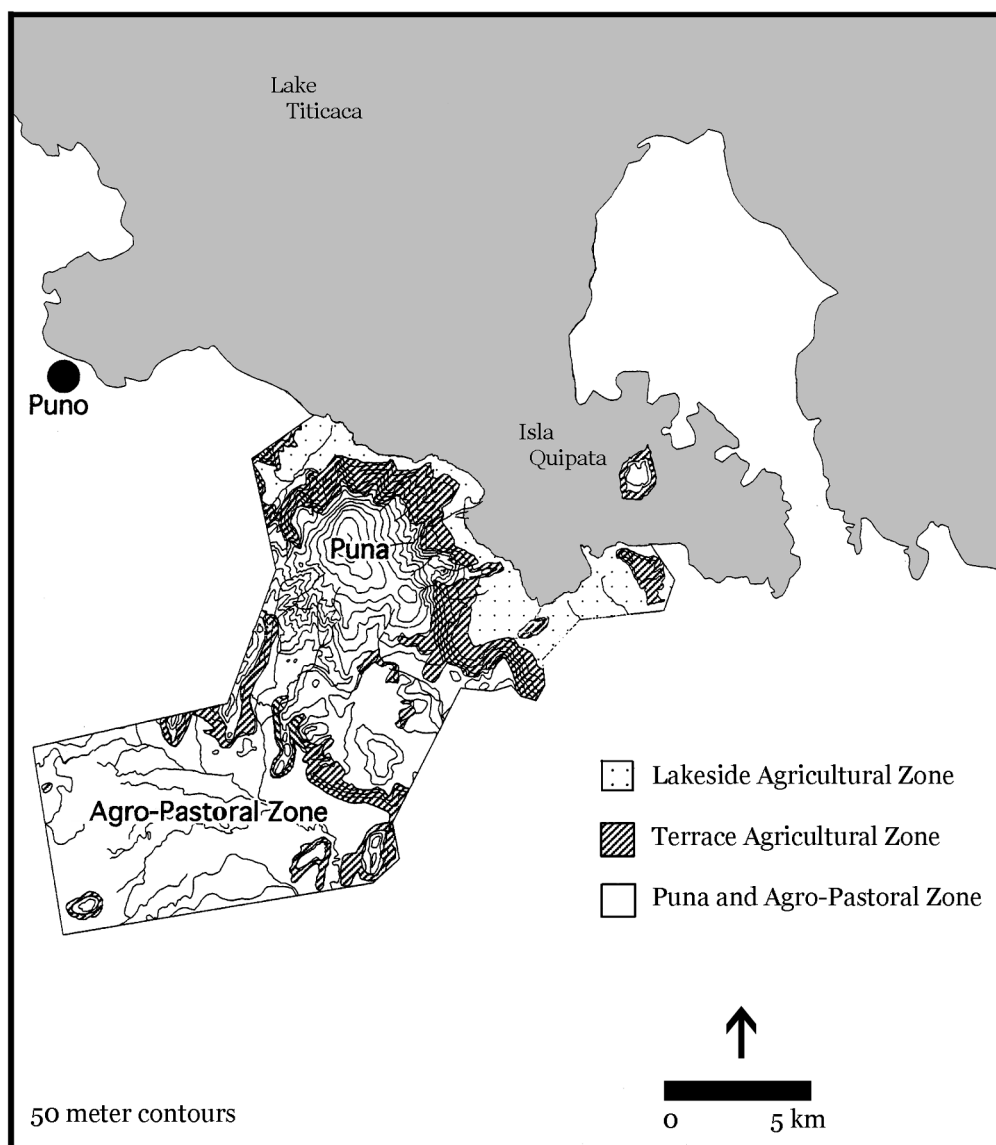 Lake
Titicaca
Puno
Isla
Quipata
Puna
Agro-Pastoral Zone
Lakeside Agricultural Zone
Terrace Agricultural Zone
Puna and Agro-Pastoral Zone
50 meter contours
0 5 km